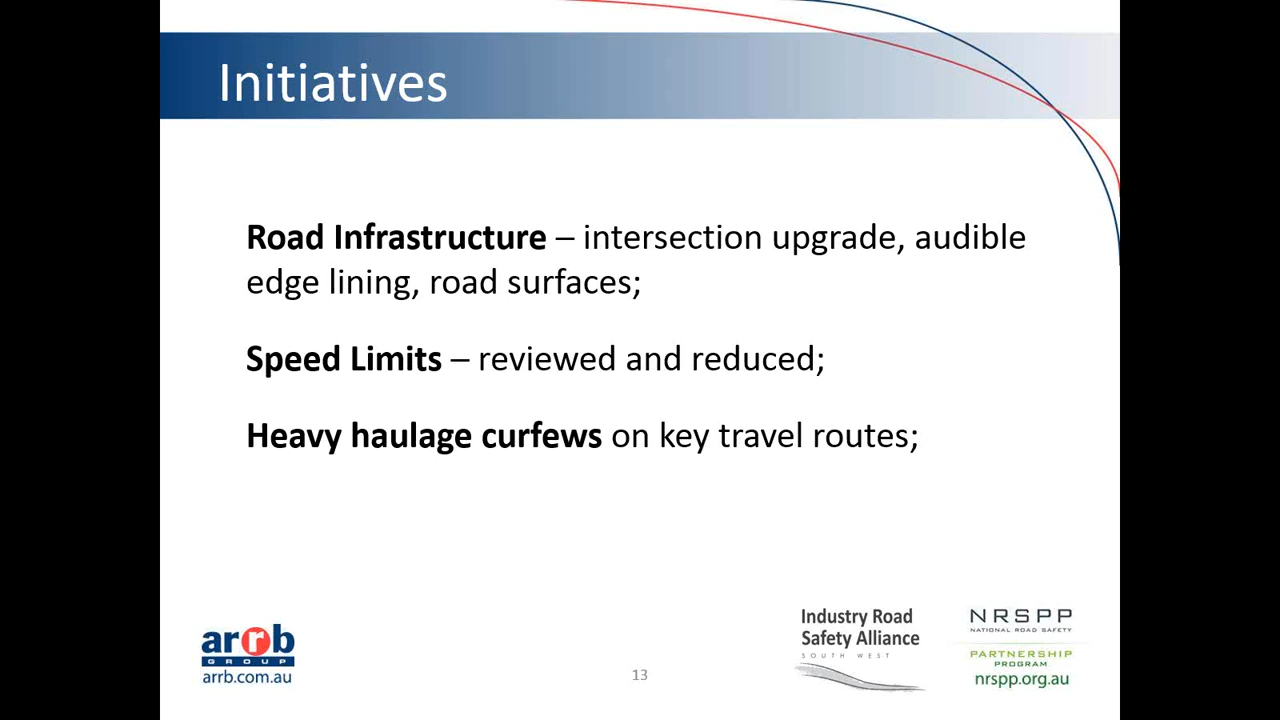 Initiatives
Road Infrastructure – intersection upgrade, audible
edge lining, road surfaces;
Speed Limits – reviewed and reduced;
Heavy haulage curfews on key travel routes;
arrb
GROUP
arrb.com.au
13
Industry Road
Safety Alliance
SOUTH WEST
NRSPP
NATIONAL ROAD SAFETY
PARTNERSHIP
PROGRAM
nrspp.org.au